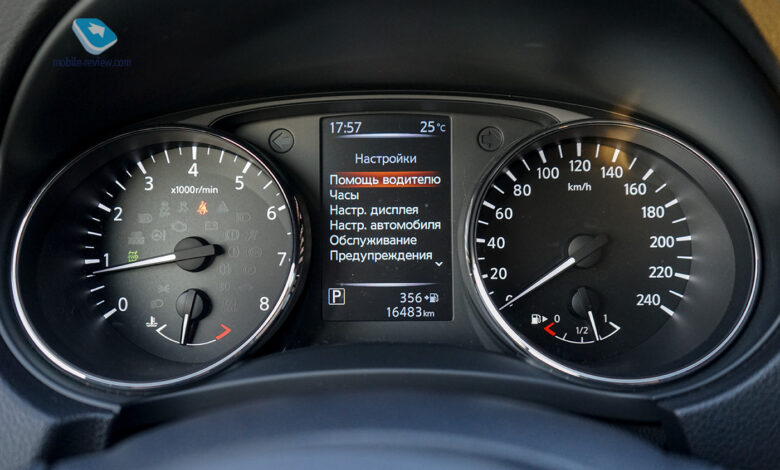 mobile-review.com
17:57 25°C
Настройки
Помощь водителю
Часы
Настр. дисплея
Настр. автомобиля
Обслуживание
Предупреждения
P 356
16483km
x1000r/min
0
1
2
3
4
5
6
7
8
km/h
0
20
40
60
80
100
120
140
160
180
200
220
240
0 1/2 1